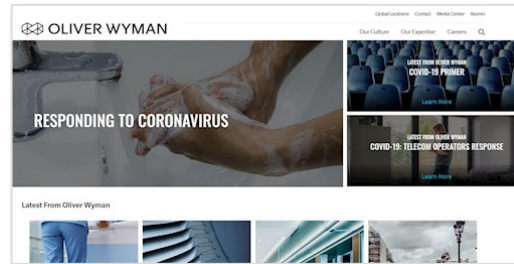 Global Locations Contact Media Center Alumni
OLIVER WYMAN
Our Culture Our Expertise Careers
RESPONDING TO CORONAVIRUS
LATEST FROM OLIVER WYMAN
COVID-19 PRIMER
Learn More
LATEST FROM OLIVER WYMAN
COVID-19: TELECOM OPERATORS RESPONSE
Learn More
Latest From Oliver Wyman